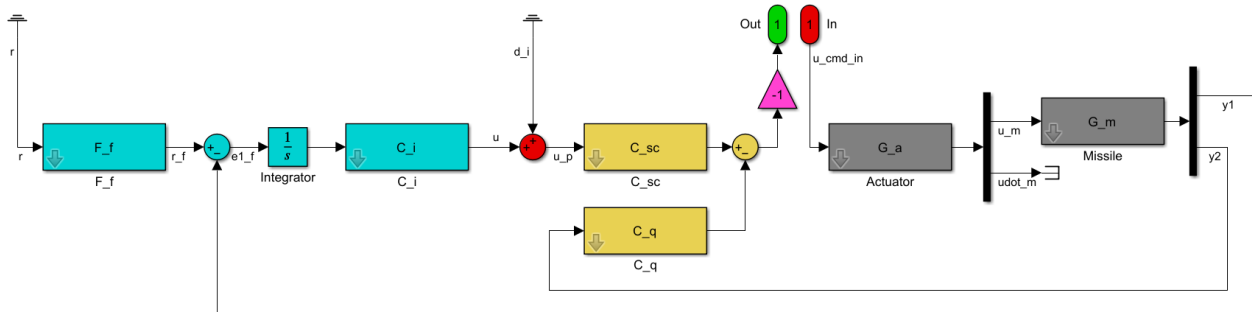 Out
1
1
In
r
d_i
u_cmd_in
-1
F_f
r
r_f
F_f
+
-
e1_f
1
s
Integrator
C_i
C_i
u
+
+
u_p
C_sc
C_sc
+
-
G_a
Actuator
u_m
udot_m
G_m
Missile
y1
y2
C_q
C_q